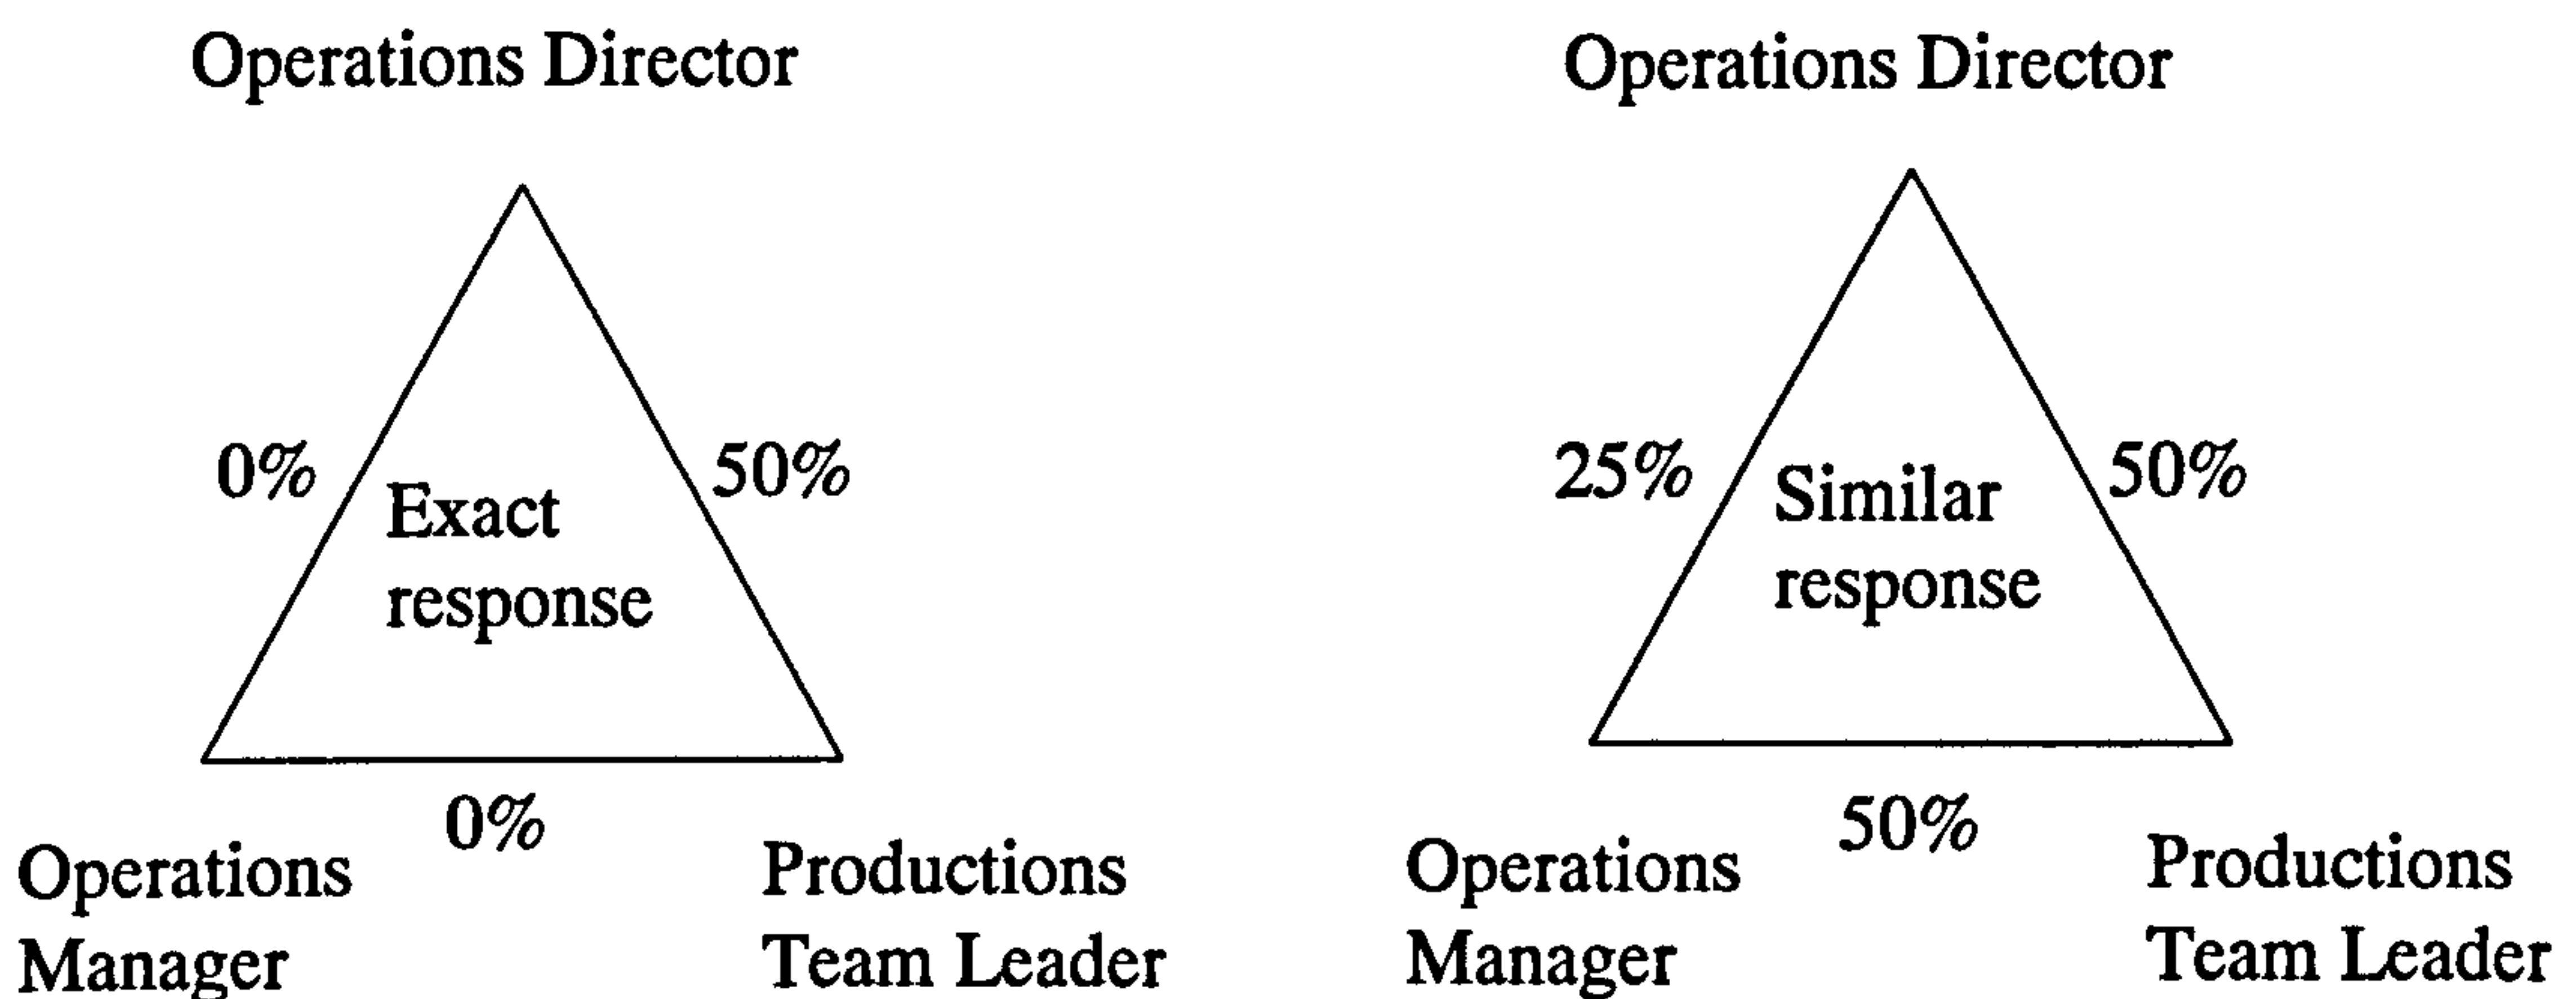 Operations Director
0%
50%
Exact
response
0%
Operations
Manager
Productions
Team Leader
Operations Director
25%
50%
Similar
response
50%
Operations
Manager
Productions
Team Leader